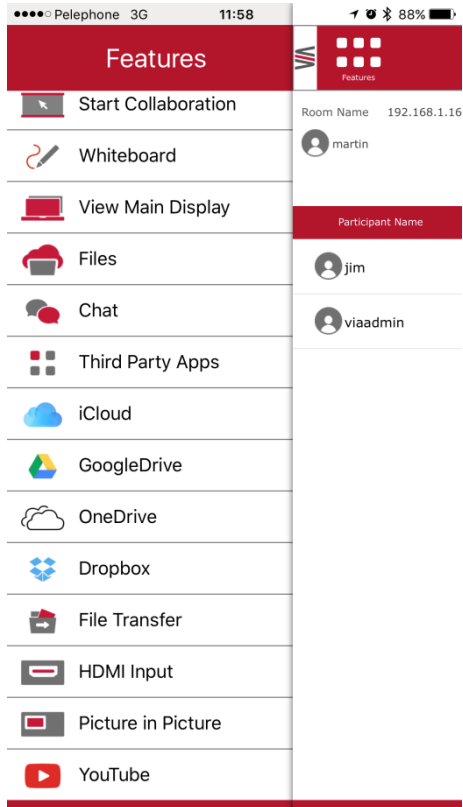 Pelephone 3G 11:58 88%
Features
Start Collaboration
Whiteboard
View Main Display
Files
Chat
Third Party Apps
iCloud
GoogleDrive
OneDrive
Dropbox
File Transfer
HDMI Input
Picture in Picture
YouTube
Features
Room Name 192.168.1.16
martin
Participant Name
jim
viaadmin